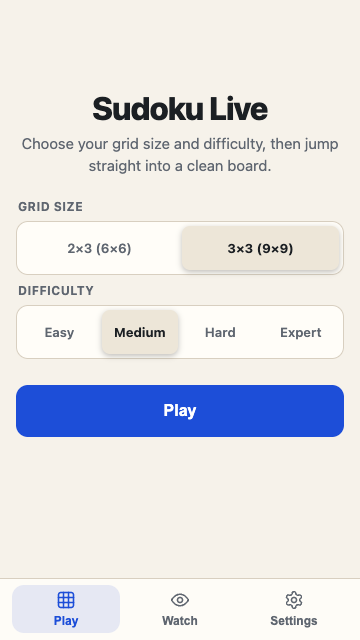 Sudoku Live
Choose your grid size and difficulty, then jump
straight into a clean board.
GRID SIZE
2×3 (6×6) 3×3 (9×9)
DIFFICULTY
Easy Medium Hard Expert
Play
Play Watch Settings